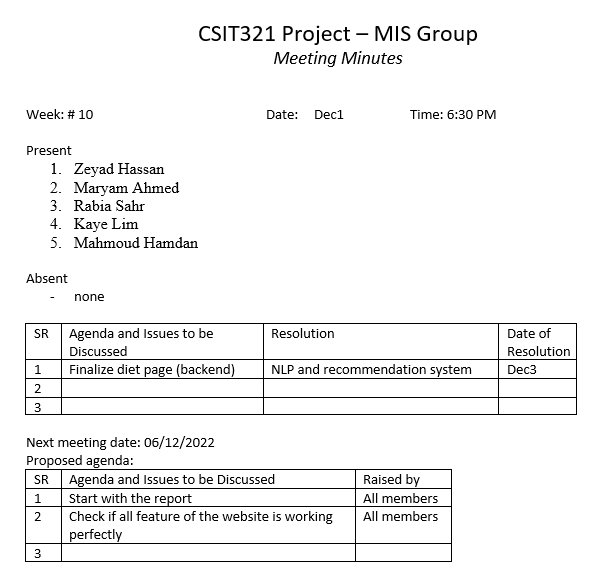 CSIT321 Project – MIS Group
Meeting Minutes
Week: # 10 Date: Dec1 Time: 6:30 PM
Present
1. Zeyad Hassan
2. Maryam Ahmed
3. Rabia Sahr
4. Kaye Lim
5. Mahmoud Hamdan
Absent
- none
SR Agenda and Issues to be Resolution Date of
Discussed Resolution
1 Finalize diet page (backend) NLP and recommendation system Dec3
2
3
Next meeting date: 06/12/2022
Proposed agenda:
SR Agenda and Issues to be Discussed Raised by
1 Start with the report All members
2 Check if all feature of the website is working All members
perfectly
3